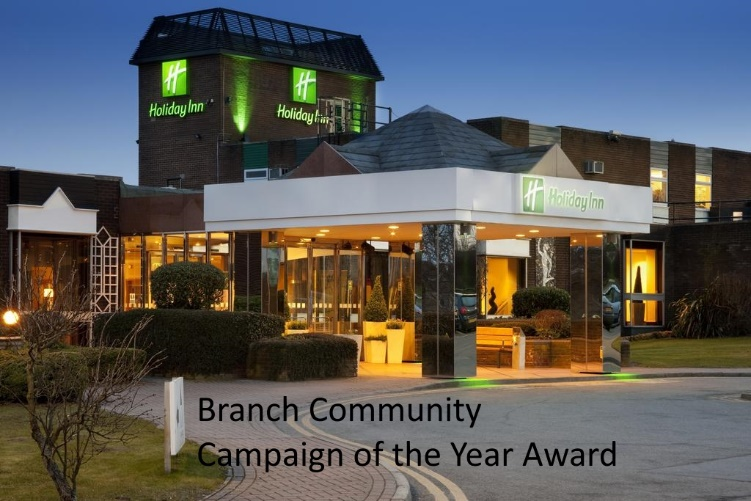 H
Holiday Inn
H
Holiday Inn
H Holiday Inn
Branch Community
Campaign of the Year Award